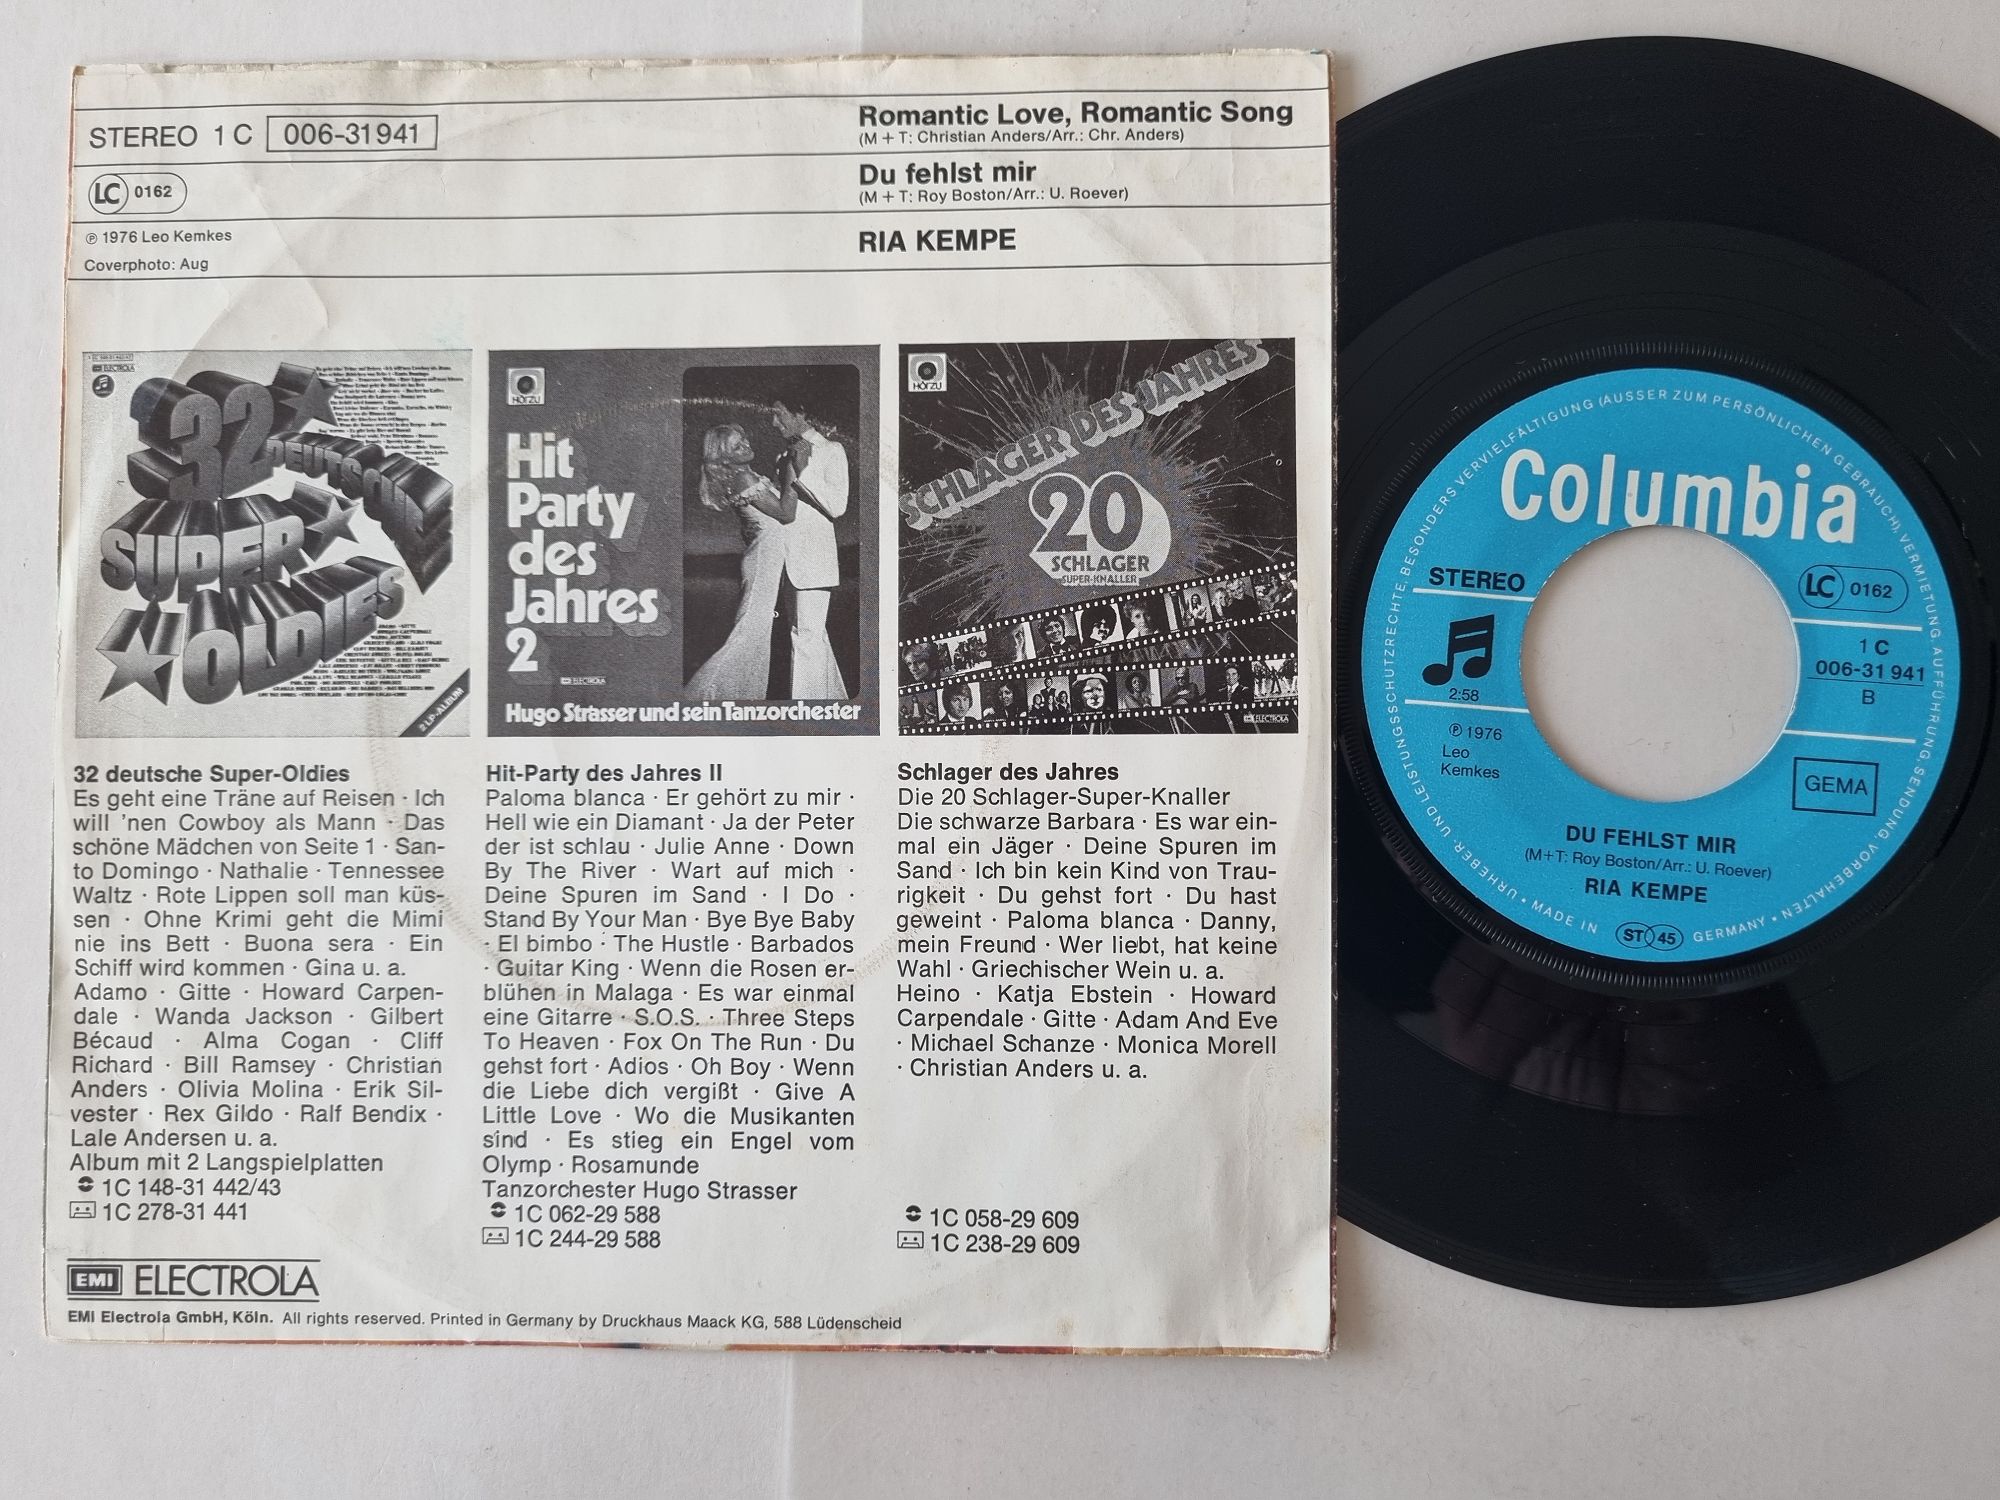 STEREO 1 C 006-31941
LC 0162
℗ 1976 Leo Kemkes
Coverphoto: Aug
Romantic Love, Romantic Song
(M + T: Christian Anders/Arr.: Chr. Anders)
Du fehlst mir
(M + T: Roy Boston/Arr.: U. Roever)
RIA KEMPE
ELECTROLA
32
DEUTSCHE
SUPER
OLDIES
2 LP-ALBUM
HÖRZU
Hit
Party
des
Jahres
2
ELECTROLA
Hugo Strasser und sein Tanzorchester
HÖRZU
SCHLAGER DES JAHRES
20
SCHLAGER
SUPER-KNALLER
ELECTROLA
32 deutsche Super-Oldies
Es geht eine Träne auf Reisen · Ich
will 'nen Cowboy als Mann · Das
schöne Mädchen von Seite 1 · San-
to Domingo · Nathalie · Tennessee
Waltz · Rote Lippen soll man küs-
sen · Ohne Krimi geht die Mimi
nie ins Bett · Buona sera · Ein
Schiff wird kommen · Gina u. a.
Adamo · Gitte · Howard Carpen-
dale · Wanda Jackson · Gilbert
Bécaud · Alma Cogan · Cliff
Richard · Bill Ramsey · Christian
Anders · Olivia Molina · Erik Sil-
vester · Rex Gildo · Ralf Bendix ·
Lale Andersen u. a.
Album mit 2 Langspielplatten
1C 148-31 442/43
1C 278-31 441
Hit-Party des Jahres II
Paloma blanca · Er gehört zu mir ·
Hell wie ein Diamant · Ja der Peter
der ist schlau · Julie Anne · Down
By The River · Wart auf mich ·
Deine Spuren im Sand · I Do ·
Stand By Your Man · Bye Bye Baby
· El bimbo · The Hustle · Barbados
· Guitar King · Wenn die Rosen er-
blühen in Malaga · Es war einmal
eine Gitarre · S.O.S. · Three Steps
To Heaven · Fox On The Run · Du
gehst fort · Adios · Oh Boy · Wenn
die Liebe dich vergißt · Give A
Little Love · Wo die Musikanten
sind · Es stieg ein Engel vom
Olymp · Rosamunde
Tanzorchester Hugo Strasser
1C 062-29 588
1C 244-29 588
Schlager des Jahres
Die 20 Schlager-Super-Knaller
Die schwarze Barbara · Es war ein-
mal ein Jäger · Deine Spuren im
Sand · Ich bin kein Kind von Trau-
rigkeit · Du gehst fort · Du hast
geweint · Paloma blanca · Danny,
mein Freund · Wer liebt, hat keine
Wahl · Griechischer Wein u. a.
Heino · Katja Ebstein · Howard
Carpendale · Gitte · Adam And Eve
· Michael Schanze · Monica Morell
· Christian Anders u. a.
1C 058-29 609
1C 238-29 609
EMI ELECTROLA
EMI Electrola GmbH, Köln. All rights reserved. Printed in Germany by Druckhaus Maack KG, 588 Lüdenscheid
URHEBER- UND LEISTUNGSSCHUTZRECHTE, BESONDERS VERVIELFÄLTIGUNG (AUSSER ZUM PERSÖNLICHEN GEBRAUCH), VERMIETUNG, AUFFÜHRUNG, SENDUNG, VORBEHALTEN • MADE IN GERMANY •
Columbia
STEREO
LC 0162
2:58
1 C
006-31 941
B
℗ 1976
Leo
Kemkes
GEMA
DU FEHLST MIR
(M+T: Roy Boston/Arr.: U. Roever)
RIA KEMPE
ST 45